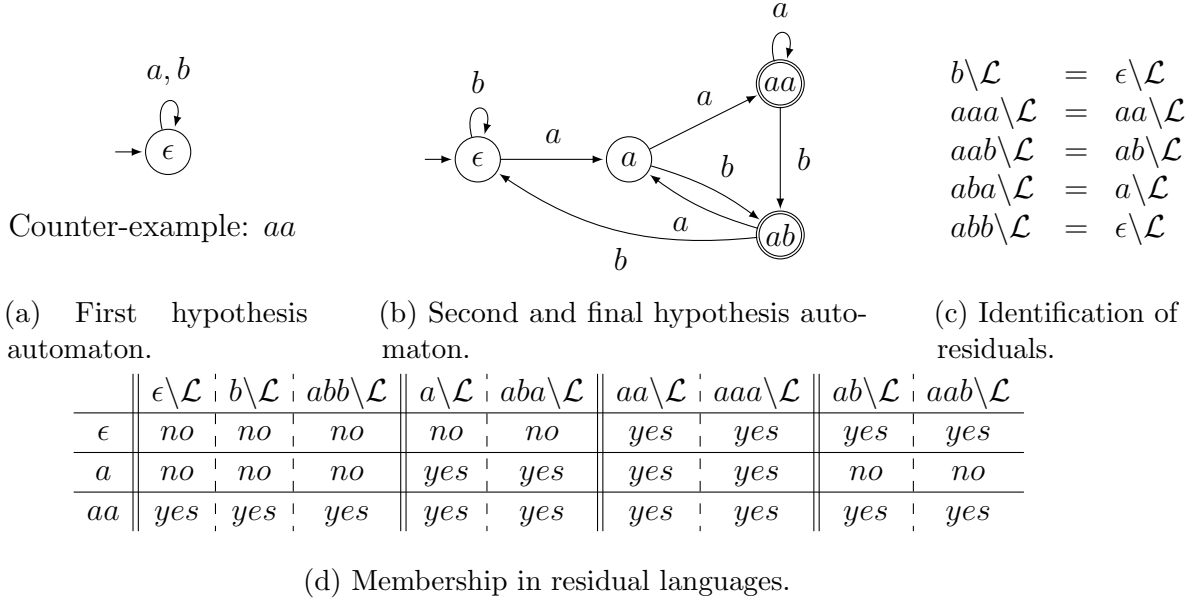 a, b
ϵ
Counter-example: aa
(a) First hypothesis
automaton.
a
aa
b
a
a
ϵ
a
b
b
a
ab
b
(b) Second and final hypothesis auto-
maton.
b\𝓛 = ϵ\𝓛
aaa\𝓛 = aa\𝓛
aab\𝓛 = ab\𝓛
aba\𝓛 = a\𝓛
abb\𝓛 = ϵ\𝓛
(c) Identification of
residuals.
ϵ\𝓛 b\𝓛 abb\𝓛 a\𝓛 aba\𝓛 aa\𝓛 aaa\𝓛 ab\𝓛 aab\𝓛
ϵ no no no no no yes yes yes yes
a no no no yes yes yes yes no no
aa yes yes yes yes yes yes yes yes yes
(d) Membership in residual languages.